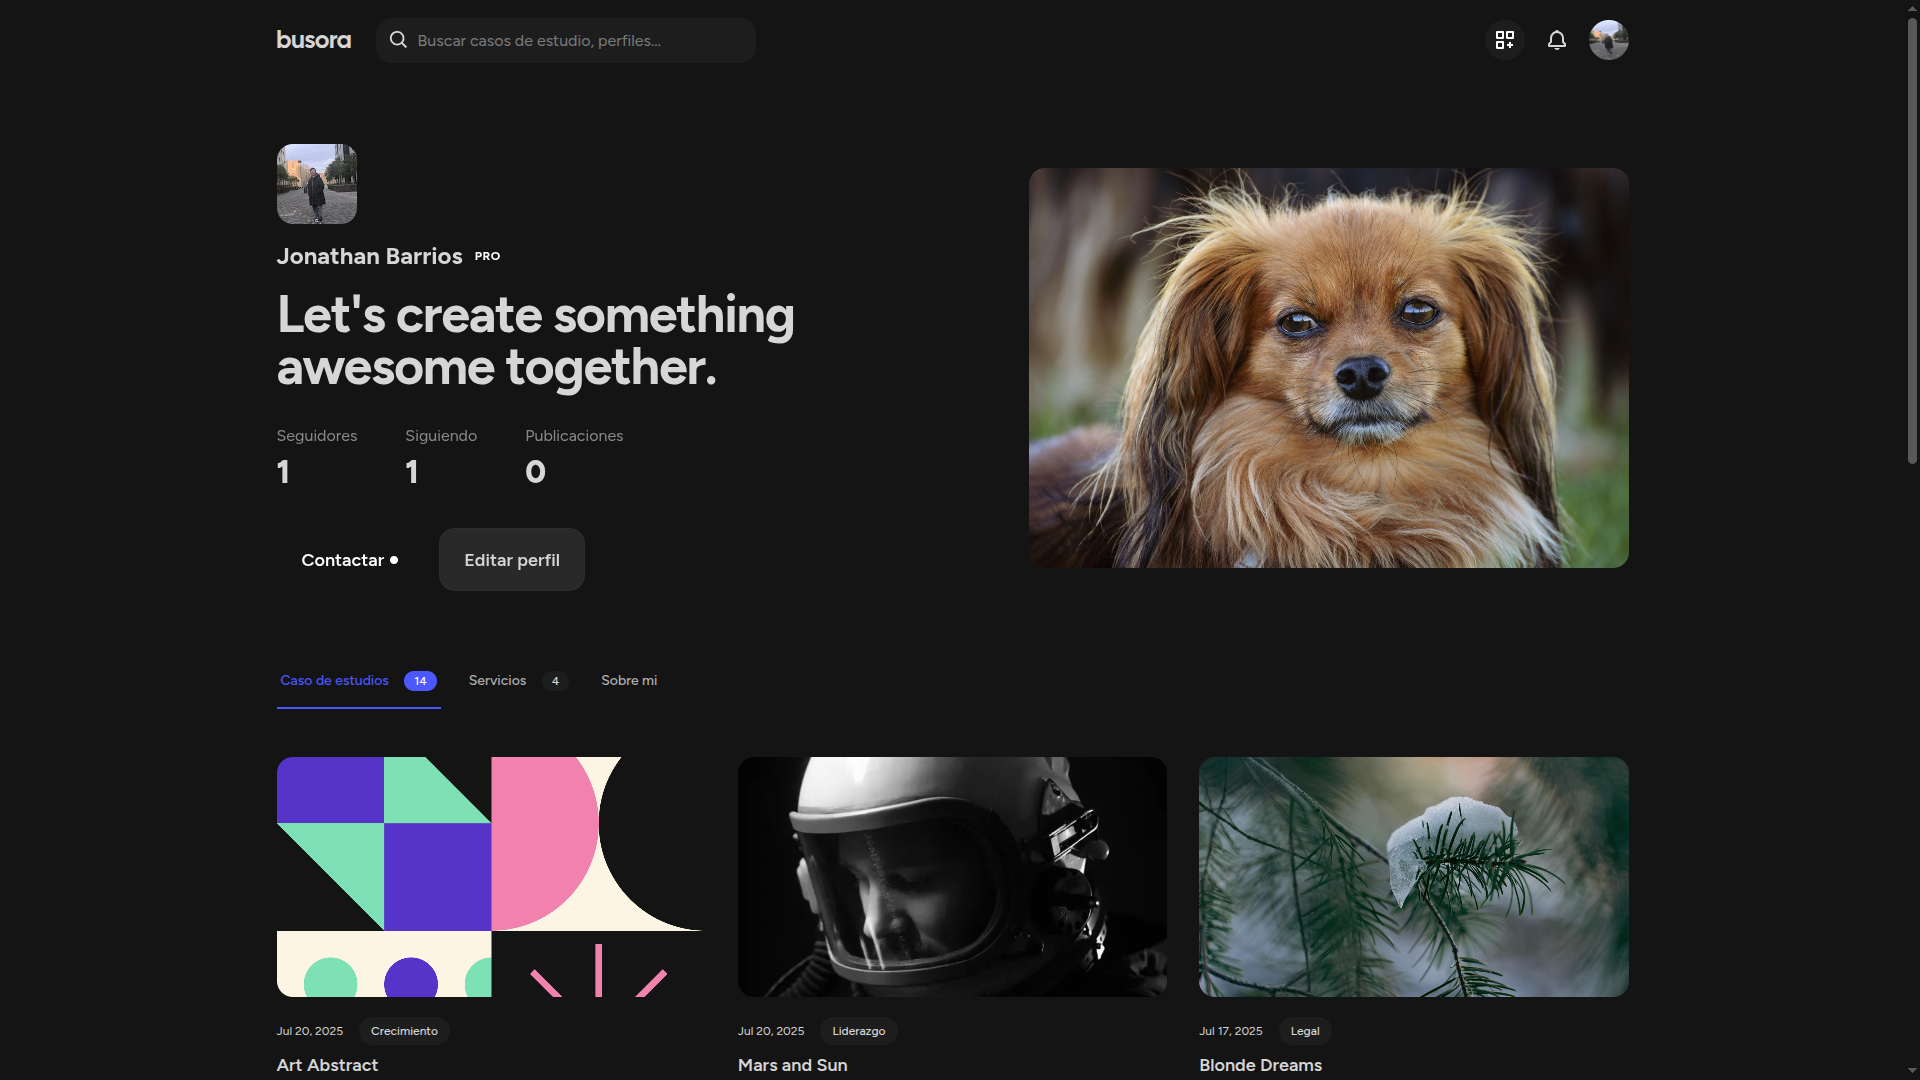 busora
Buscar casos de estudio, perfiles...
Jonathan Barrios PRO
Let's create something
awesome together.
Seguidores Siguiendo Publicaciones
1 1 0
Contactar Editar perfil
Caso de estudios 14 Servicios 4 Sobre mi
Jul 20, 2025 Crecimiento
Art Abstract
Jul 20, 2025 Liderazgo
Mars and Sun
Jul 17, 2025 Legal
Blonde Dreams